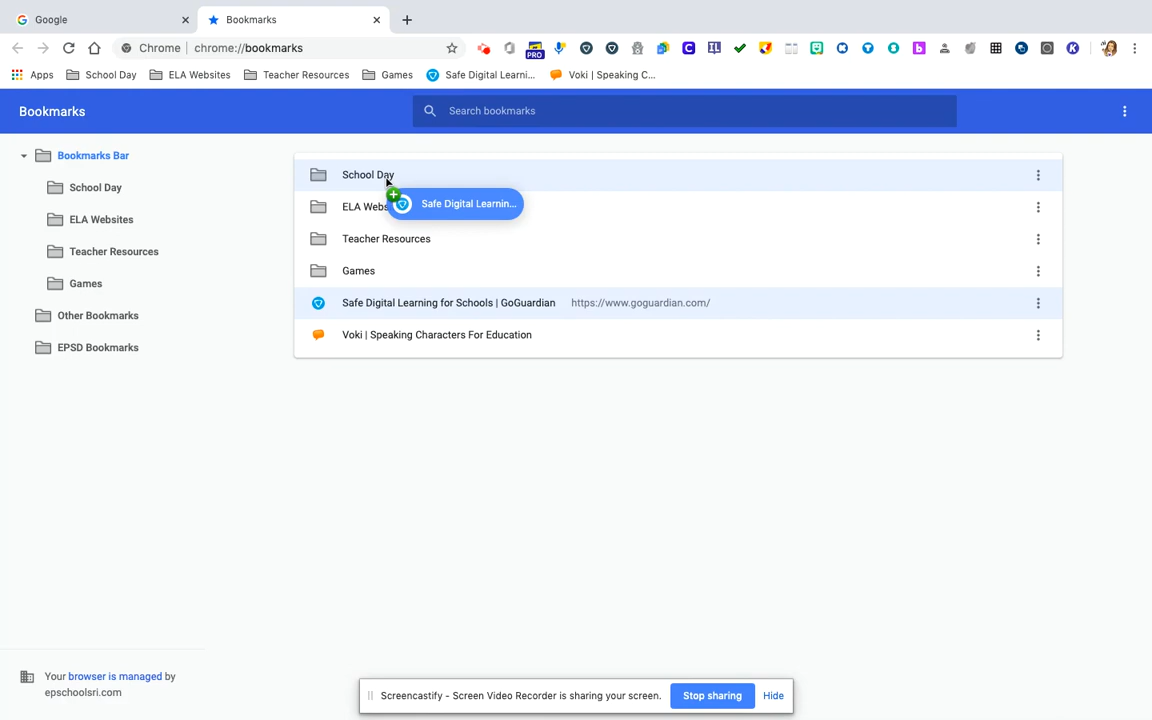 Google
Bookmarks
Chrome | chrome://bookmarks
PRO
Apps School Day ELA Websites Teacher Resources Games Safe Digital Learni... Voki | Speaking C...
Bookmarks
Search bookmarks
Bookmarks Bar
School Day
ELA Websites
Teacher Resources
Games
Other Bookmarks
EPSD Bookmarks
School Day
Safe Digital Learnin...
ELA Webs
Teacher Resources
Games
Safe Digital Learning for Schools | GoGuardian https://www.goguardian.com/
Voki | Speaking Characters For Education
Your browser is managed by
epschoolsri.com
Screencastify - Screen Video Recorder is sharing your screen. Stop sharing Hide